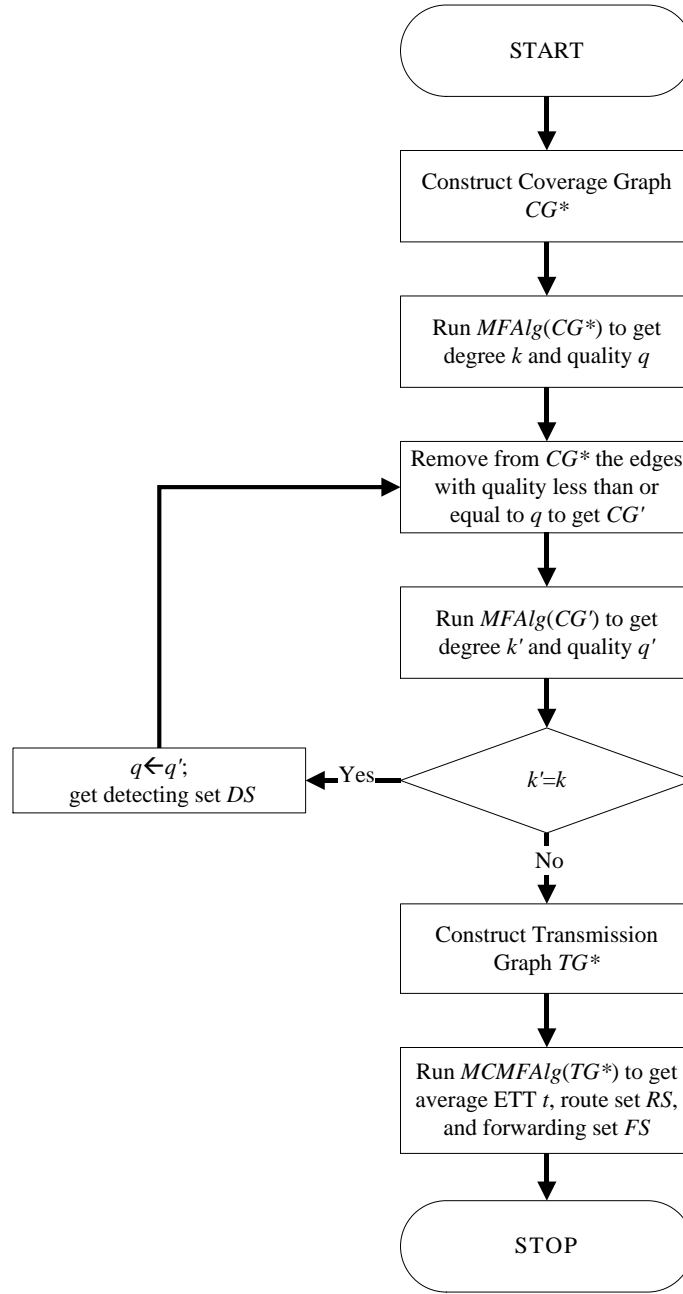 START
Construct Coverage Graph
CG*
Run MFAlg(CG*) to get
degree k and quality q
Remove from CG* the edges
with quality less than or
equal to q to get CG'
Run MFAlg(CG') to get
degree k' and quality q'
k'=k
Yes
q←q';
get detecting set DS
No
Construct Transmission
Graph TG*
Run MCMFAlg(TG*) to get
average ETT t, route set RS,
and forwarding set FS
STOP